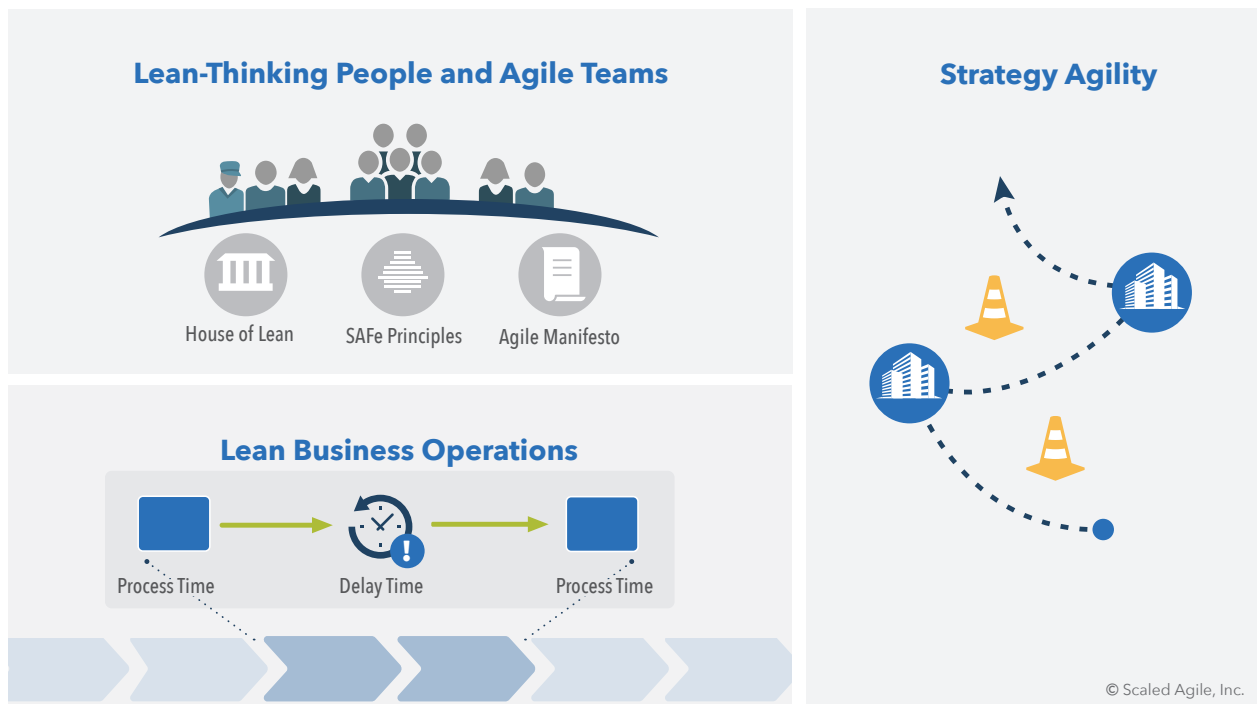 Lean-Thinking People and Agile Teams
House of Lean
SAFe Principles
Agile Manifesto
Lean Business Operations
Process Time
Delay Time
Process Time
Strategy Agility
© Scaled Agile, Inc.